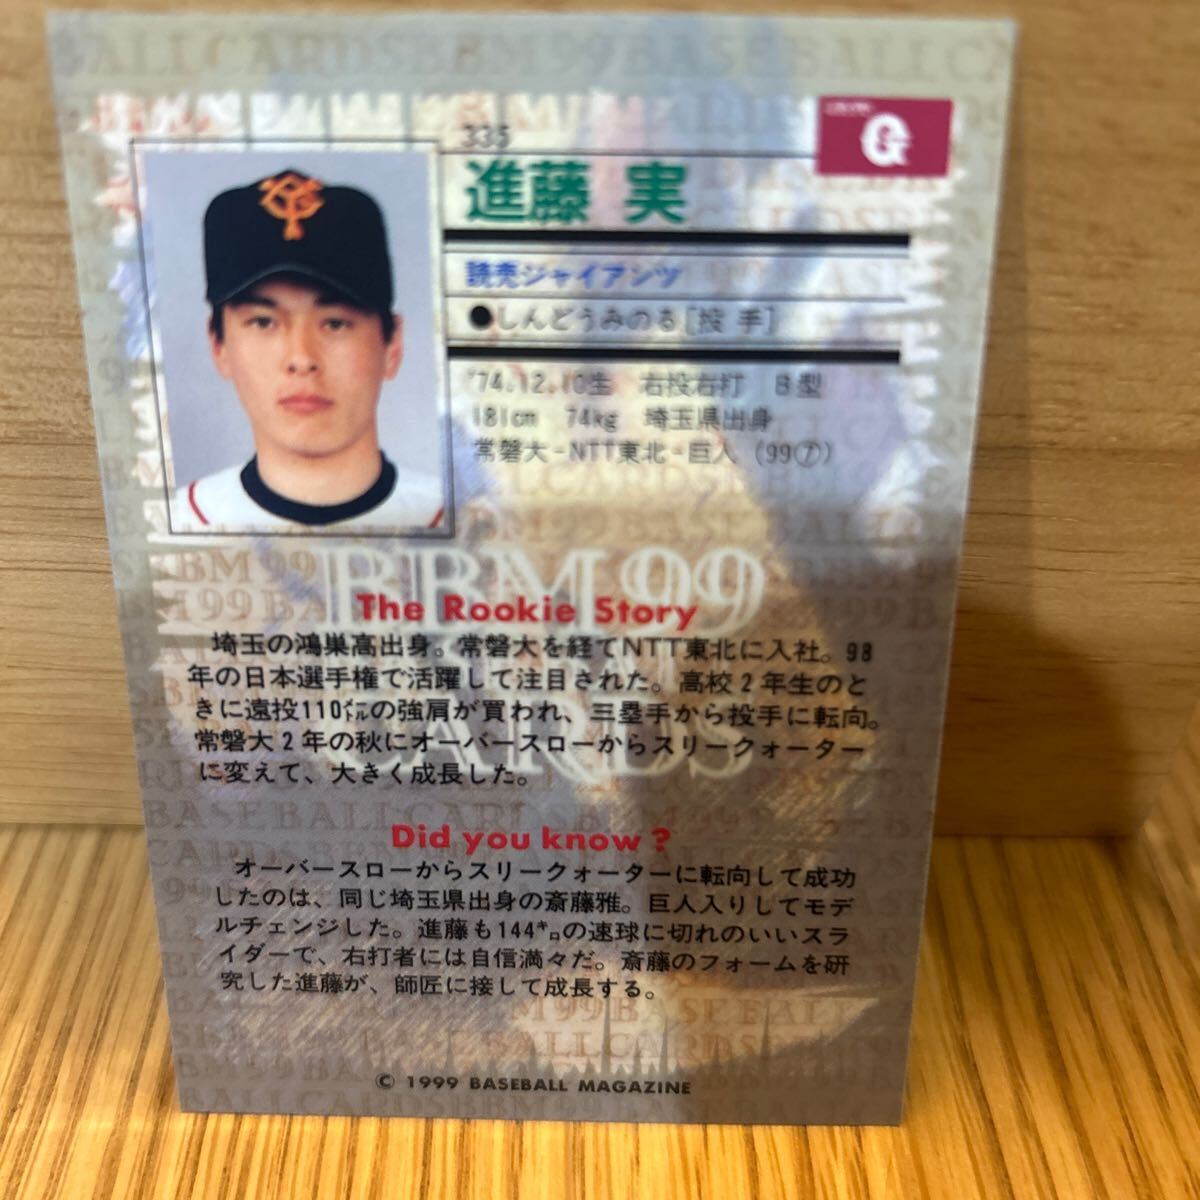 335
進藤 実
読売ジャイアンツ
●しんどうみのる[投 手]
'74.12.10生 右投右打 B型
181cm 74kg 埼玉県出身
常磐大-NTT東北-巨人 (99⑦)
BBM99
The Rookie Story
埼玉の鴻巣高出身。常磐大を経てNTT東北に入社。98
年の日本選手権で活躍して注目された。高校2年生のと
きに遠投110㍍の強肩が買われ、三塁手から投手に転向。
常磐大2年の秋にオーバースローからスリークォーター
に変えて、大きく成長した。
CARDS
Did you know?
オーバースローからスリークォーターに転向して成功
したのは、同じ埼玉県出身の斎藤雅。巨人入りしてモデ
ルチェンジした。進藤も144㌔の速球に切れのいいスラ
イダーで、右打者には自信満々だ。斎藤のフォームを研
究した進藤が、師匠に接して成長する。
© 1999 BASEBALL MAGAZINE